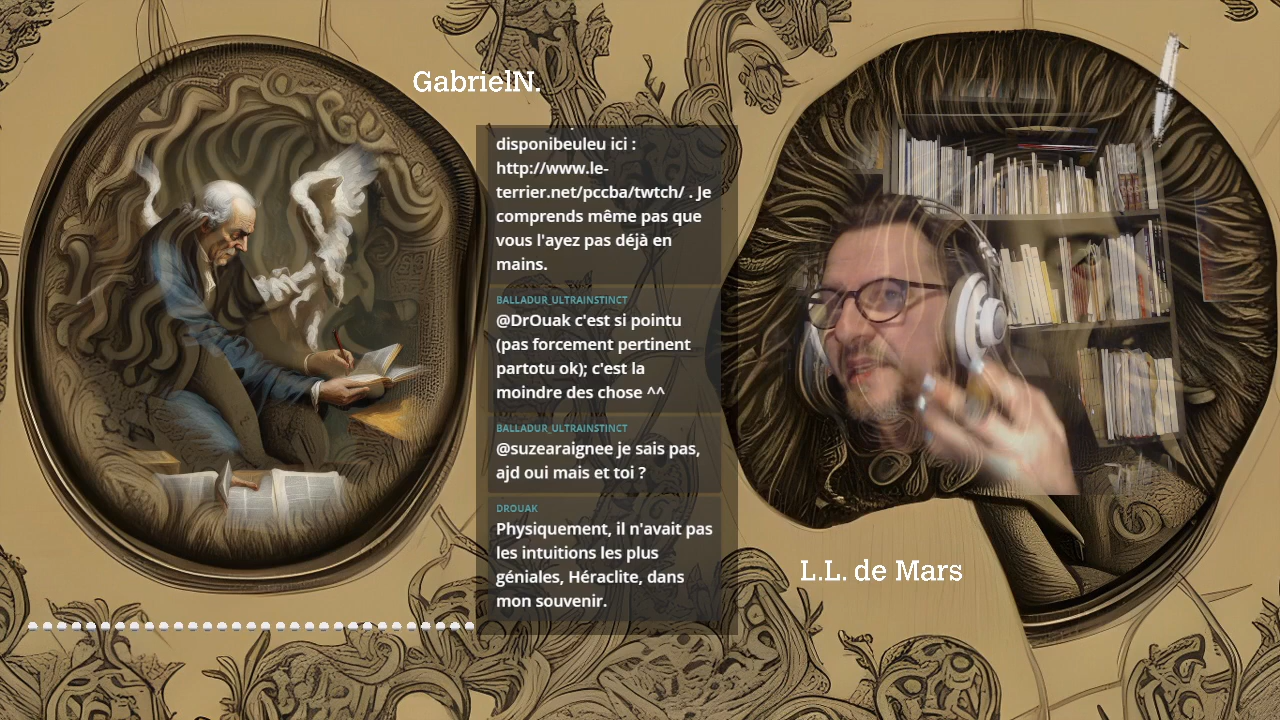 GabrielN.
disponibeuleu ici :
http://www.le-
terrier.net/pccba/twtch/ . Je
comprends même pas que
vous l'ayez pas déjà en
mains.
BALLADUR_ULTRAINSTINCT
@DrOuak c'est si pointu
(pas forcement pertinent
partotu ok); c'est la
moindre des chose ^^
BALLADUR_ULTRAINSTINCT
@suzearaignee je sais pas,
ajd oui mais et toi ?
DROUAK
Physiquement, il n'avait pas
les intuitions les plus
géniales, Héraclite, dans
mon souvenir.
L.L. de Mars